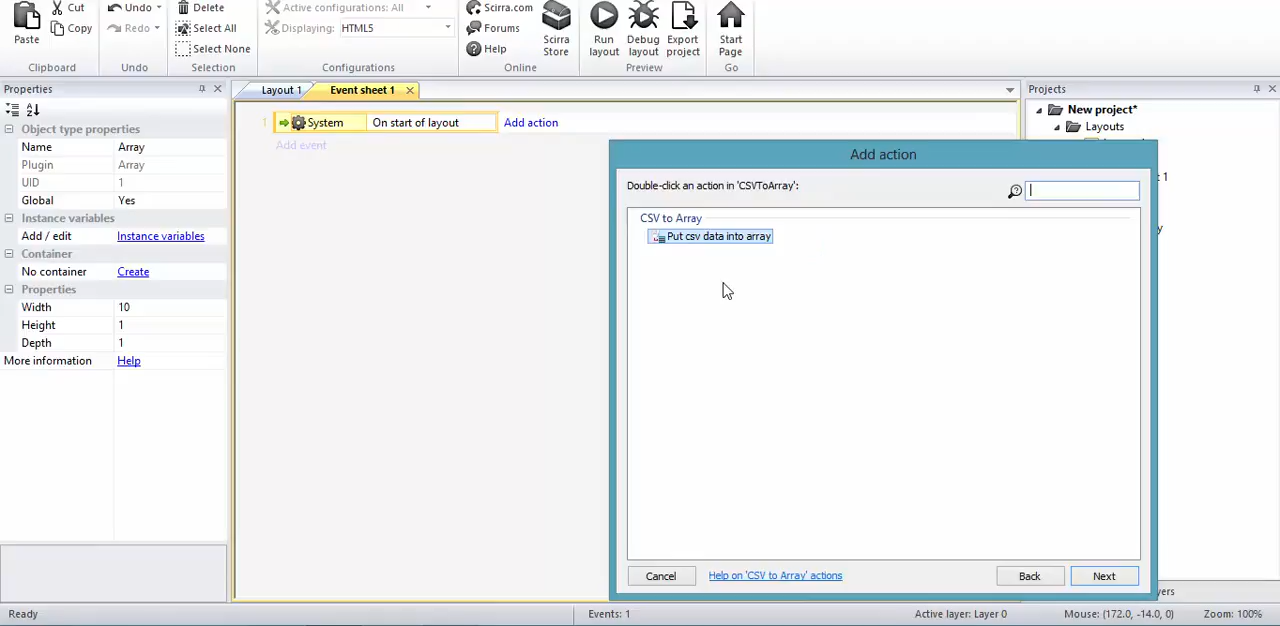 Cut
Paste
Copy
Clipboard
Undo
Redo
Undo
Delete
Select All
Select None
Selection
Active configurations: All
Displaying: HTML5
Configurations
Scirra.com
Forums
Help
Scirra Store
Online
Run layout
Debug layout
Export project
Preview
Start Page
Go
Properties
Object type properties
Name Array
Plugin Array
UID 1
Global Yes
Instance variables
Add / edit Instance variables
Container
No container Create
Properties
Width 10
Height 1
Depth 1
More information Help
Layout 1
Event sheet 1
1 System On start of layout Add action
Add event
Projects
New project*
Layouts
Add action
Double-click an action in 'CSVToArray':
CSV to Array
Put csv data into array
Cancel
Help on 'CSV to Array' actions
Back
Next
Ready
Events: 1
Active layer: Layer 0
Mouse: (172.0, -14.0, 0)
Zoom: 100%